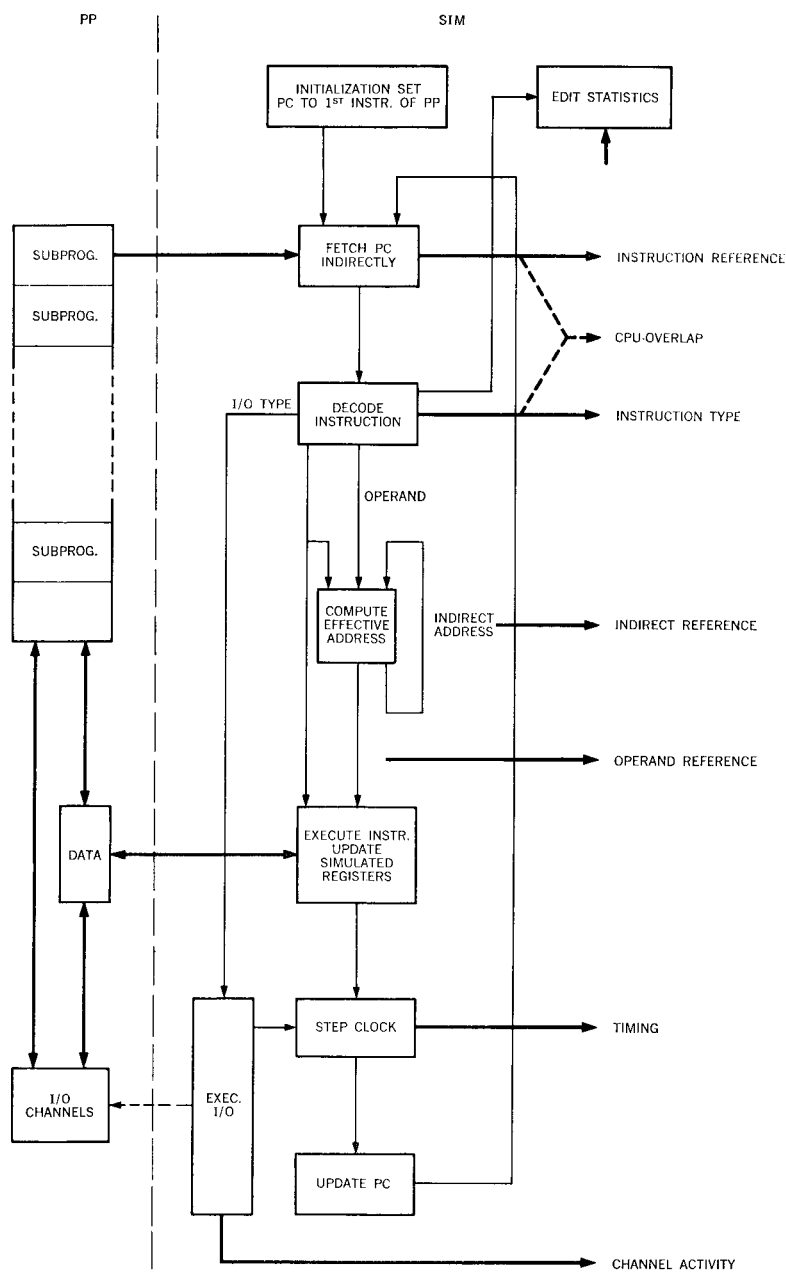 PP
SIM
INITIALIZATION SET
PC TO 1ST INSTR. OF PP
EDIT STATISTICS
SUBPROG.
FETCH PC
INDIRECTLY
INSTRUCTION REFERENCE
SUBPROG.
CPU-OVERLAP
I/O TYPE
DECODE
INSTRUCTION
INSTRUCTION TYPE
OPERAND
SUBPROG.
COMPUTE
EFFECTIVE
ADDRESS
INDIRECT
ADDRESS
INDIRECT REFERENCE
OPERAND REFERENCE
DATA
EXECUTE INSTR.
UPDATE
SIMULATED
REGISTERS
STEP CLOCK
TIMING
I/O
CHANNELS
EXEC.
I/O
UPDATE PC
CHANNEL ACTIVITY